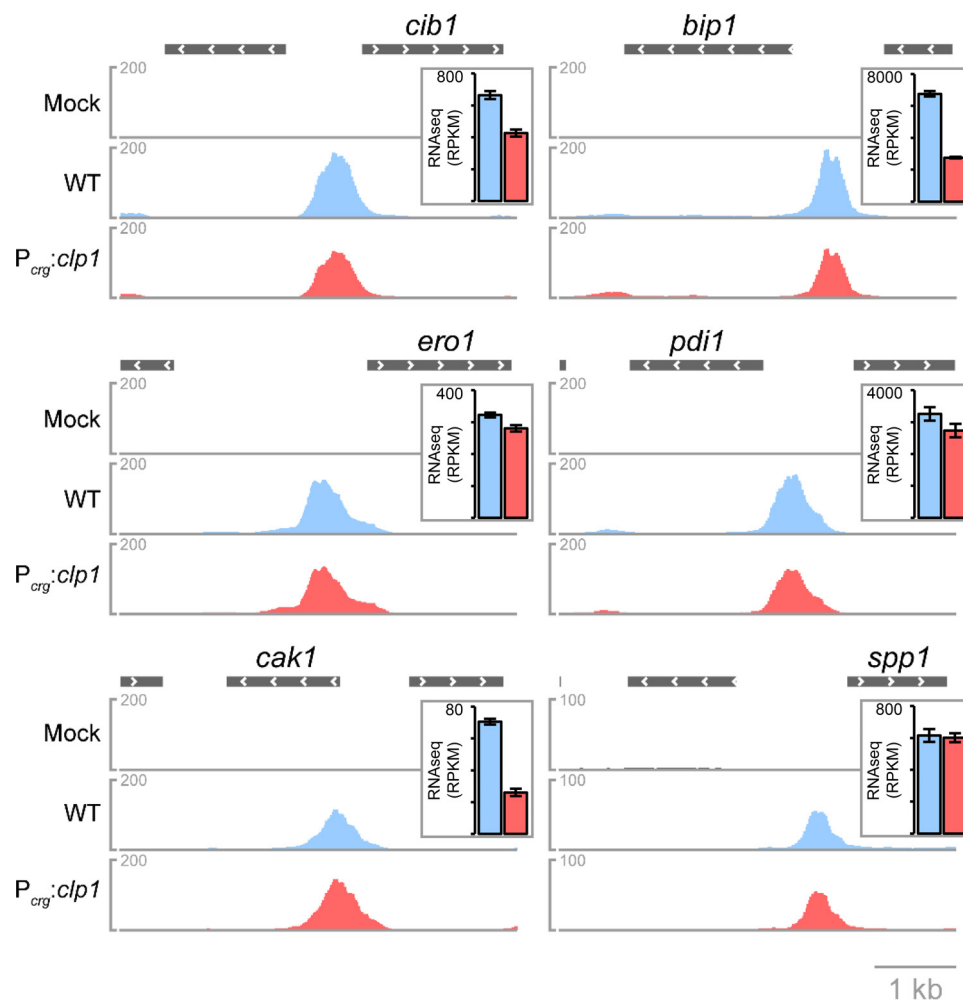 cib1 bip1
200 800 200 8000
Mock
RNAseq (RPKM) RNAseq (RPKM)
200 200
WT
200 200
Pcrg:clp1
ero1 pdi1
200 400 200 4000
Mock
RNAseq (RPKM) RNAseq (RPKM)
200 200
WT
200 200
Pcrg:clp1
cak1 spp1
200 80 100 800
Mock
RNAseq (RPKM) RNAseq (RPKM)
200 100
WT
200 100
Pcrg:clp1
1 kb